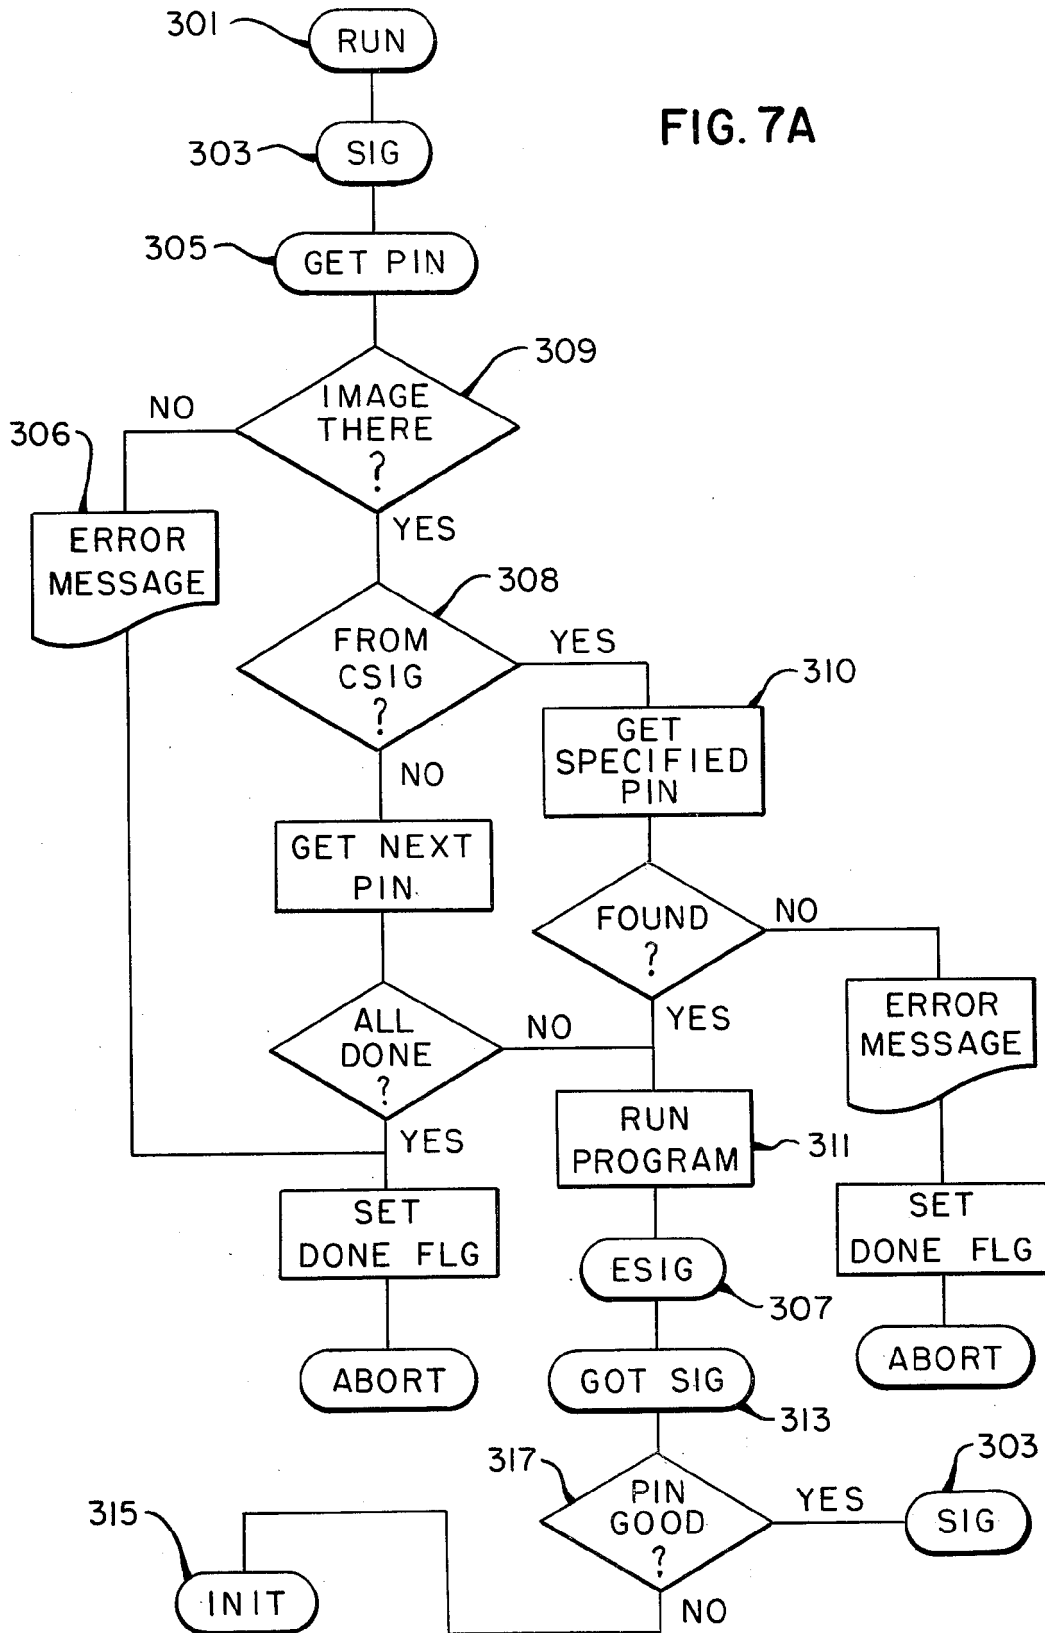 301
RUN
FIG. 7A
303
SIG
305
GET PIN
309
IMAGE
THERE
?
NO
YES
306
ERROR
MESSAGE
308
FROM
CSIG
?
YES
NO
310
GET
SPECIFIED
PIN
GET NEXT
PIN
FOUND
?
NO
YES
ERROR
MESSAGE
ALL
DONE
?
NO
YES
RUN
PROGRAM
311
SET
DONE FLG
SET
DONE FLG
ESIG
307
ABORT
GOT SIG
313
ABORT
317
PIN
GOOD
?
YES
303
SIG
NO
315
INIT